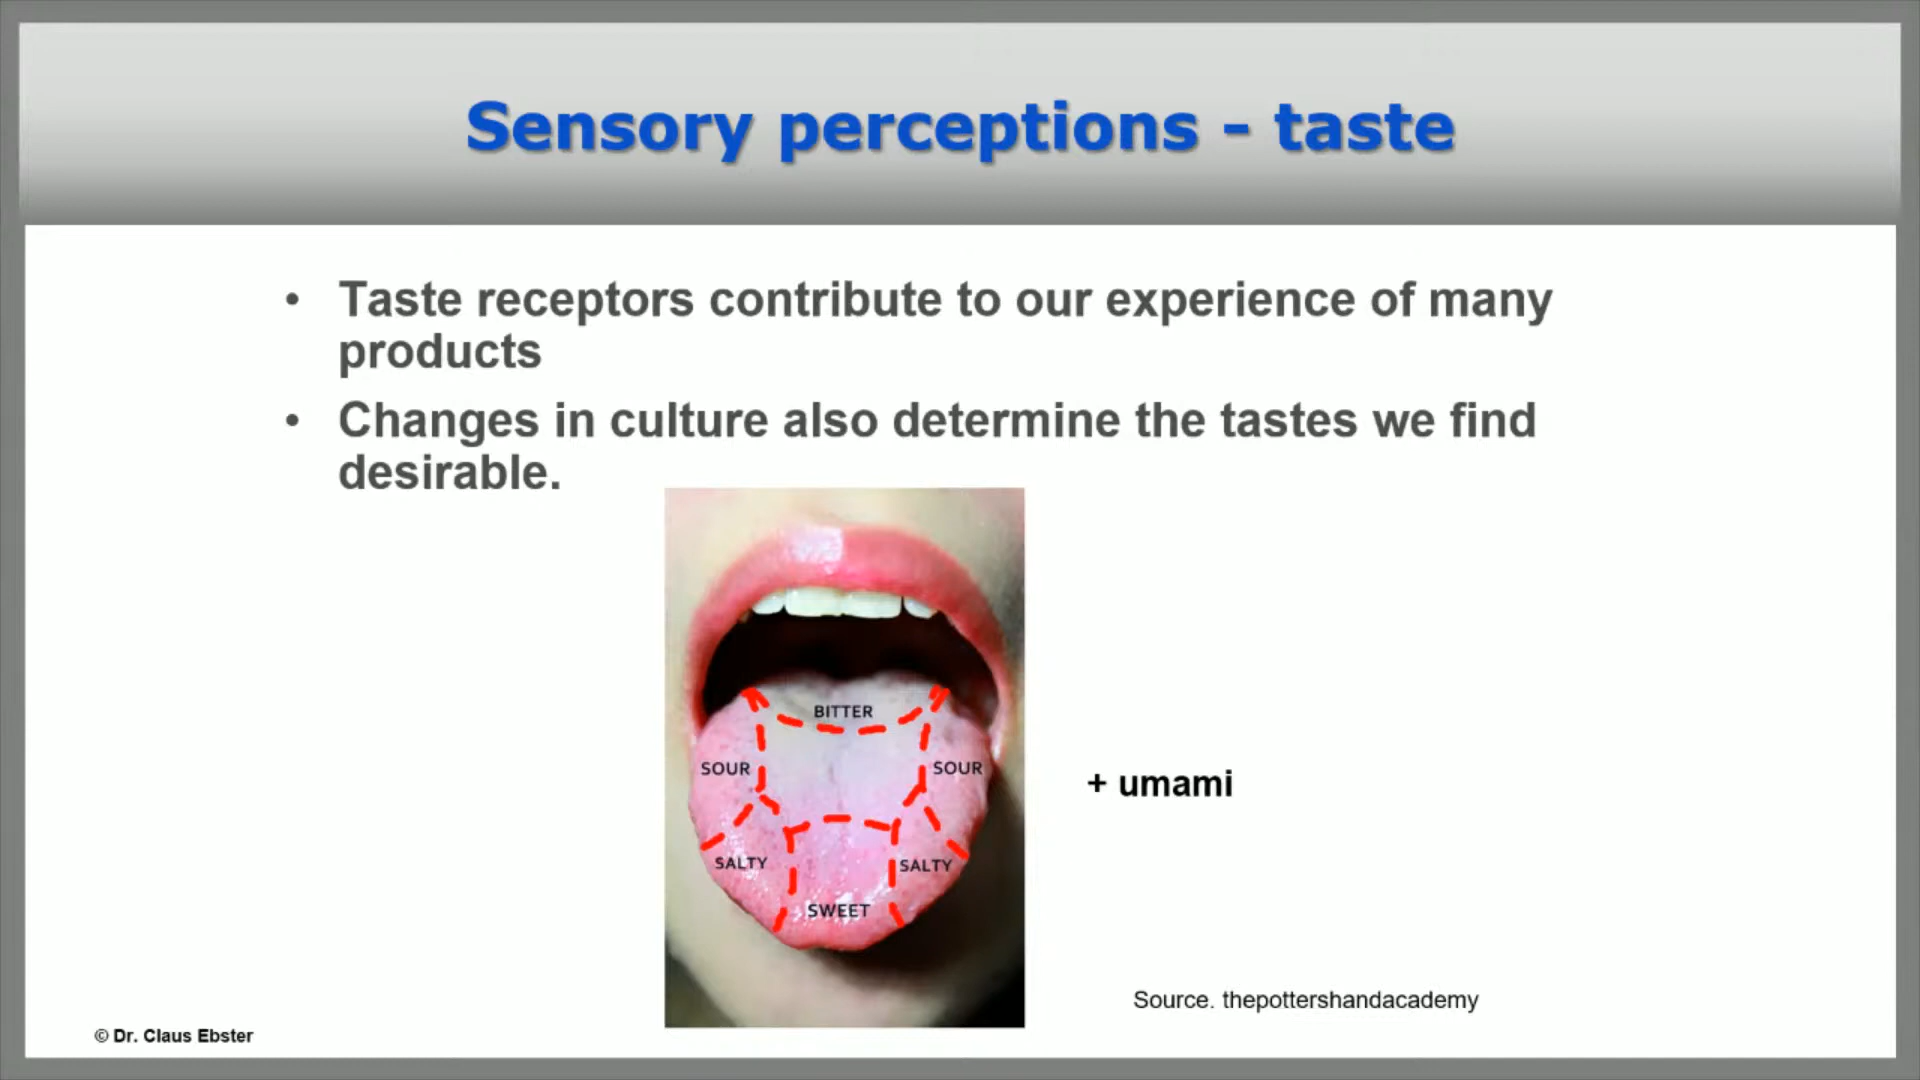 Sensory perceptions - taste
• Taste receptors contribute to our experience of many
products
• Changes in culture also determine the tastes we find
desirable.
BITTER
SOUR SOUR
+ umami
SALTY SALTY
SWEET
Source. thepottershandacademy
© Dr. Claus Ebster